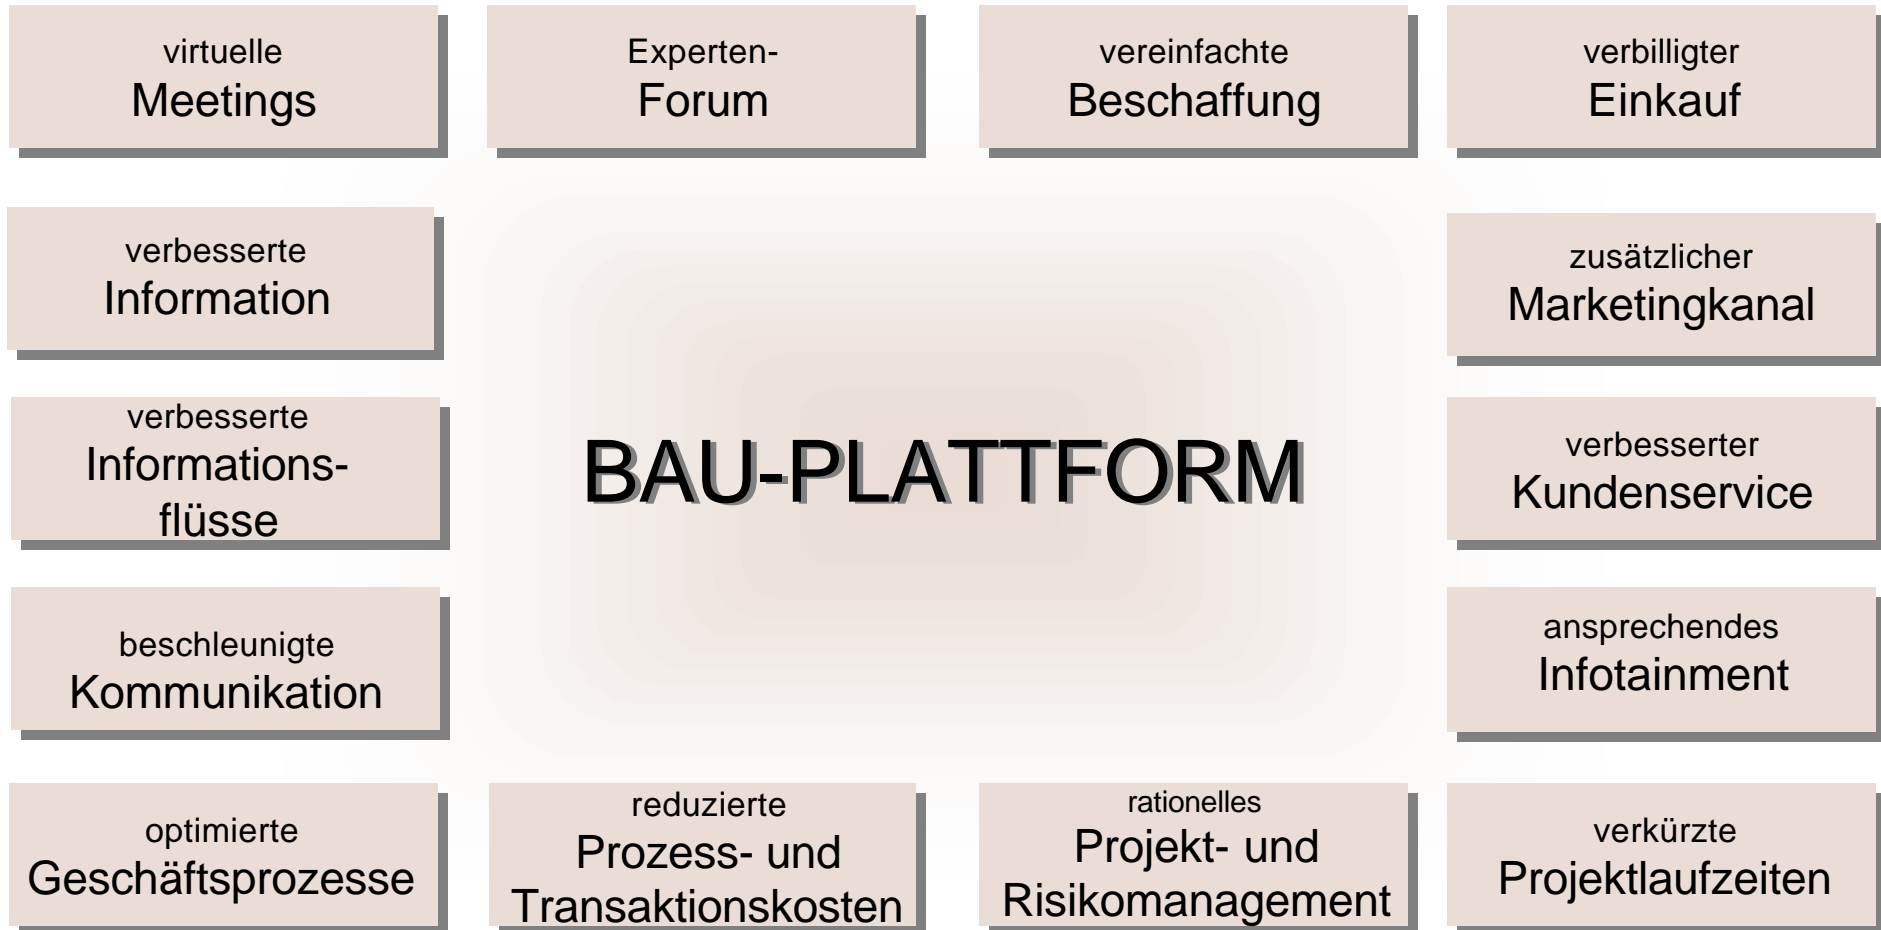 virtuelle
Meetings
Experten-
Forum
vereinfachte
Beschaffung
verbilligter
Einkauf
verbesserte
Information
zusätzlicher
Marketingkanal
verbesserte
Informations-
flüsse
BAU-PLATTFORM
verbesserter
Kundenservice
beschleunigte
Kommunikation
ansprechendes
Infotainment
optimierte
Geschäftsprozesse
reduzierte
Prozess- und
Transaktionskosten
rationelles
Projekt- und
Risikomanagement
verkürzte
Projektlaufzeiten